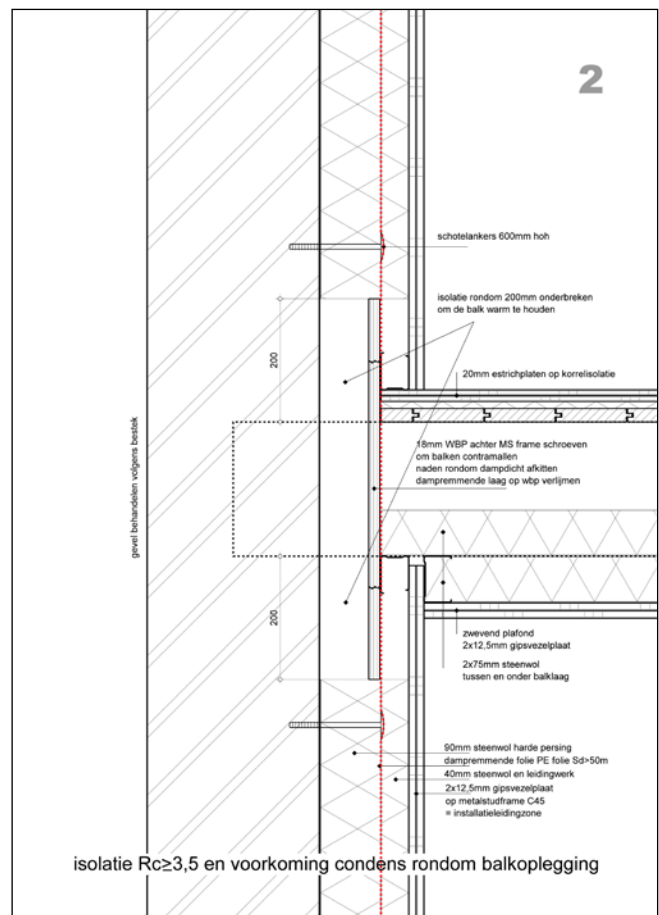 2
schotelankers 600mm hoh
isolatie rondom 200mm onderbreken
om de balk warm te houden
200
20mm estrichplaten op korrelisolatie
18mm WBP achter MS frame schroeven
om balken contramallen
naden rondom dampdicht afkitten
dampremmende laag op wbp verlijmen
gevel behandelen volgens bestek
200
zwevend plafond
2x12,5mm gipsvezelplaat
2x75mm steenwol
tussen en onder balklaag
90mm steenwol harde persing
dampremmende folie PE folie Sd>50m
40mm steenwol en leidingwerk
2x12,5mm gipsvezelplaat
op metalstudframe C45
= installatieleidingzone
isolatie Rc≥3,5 en voorkoming condens rondom balkoplegging